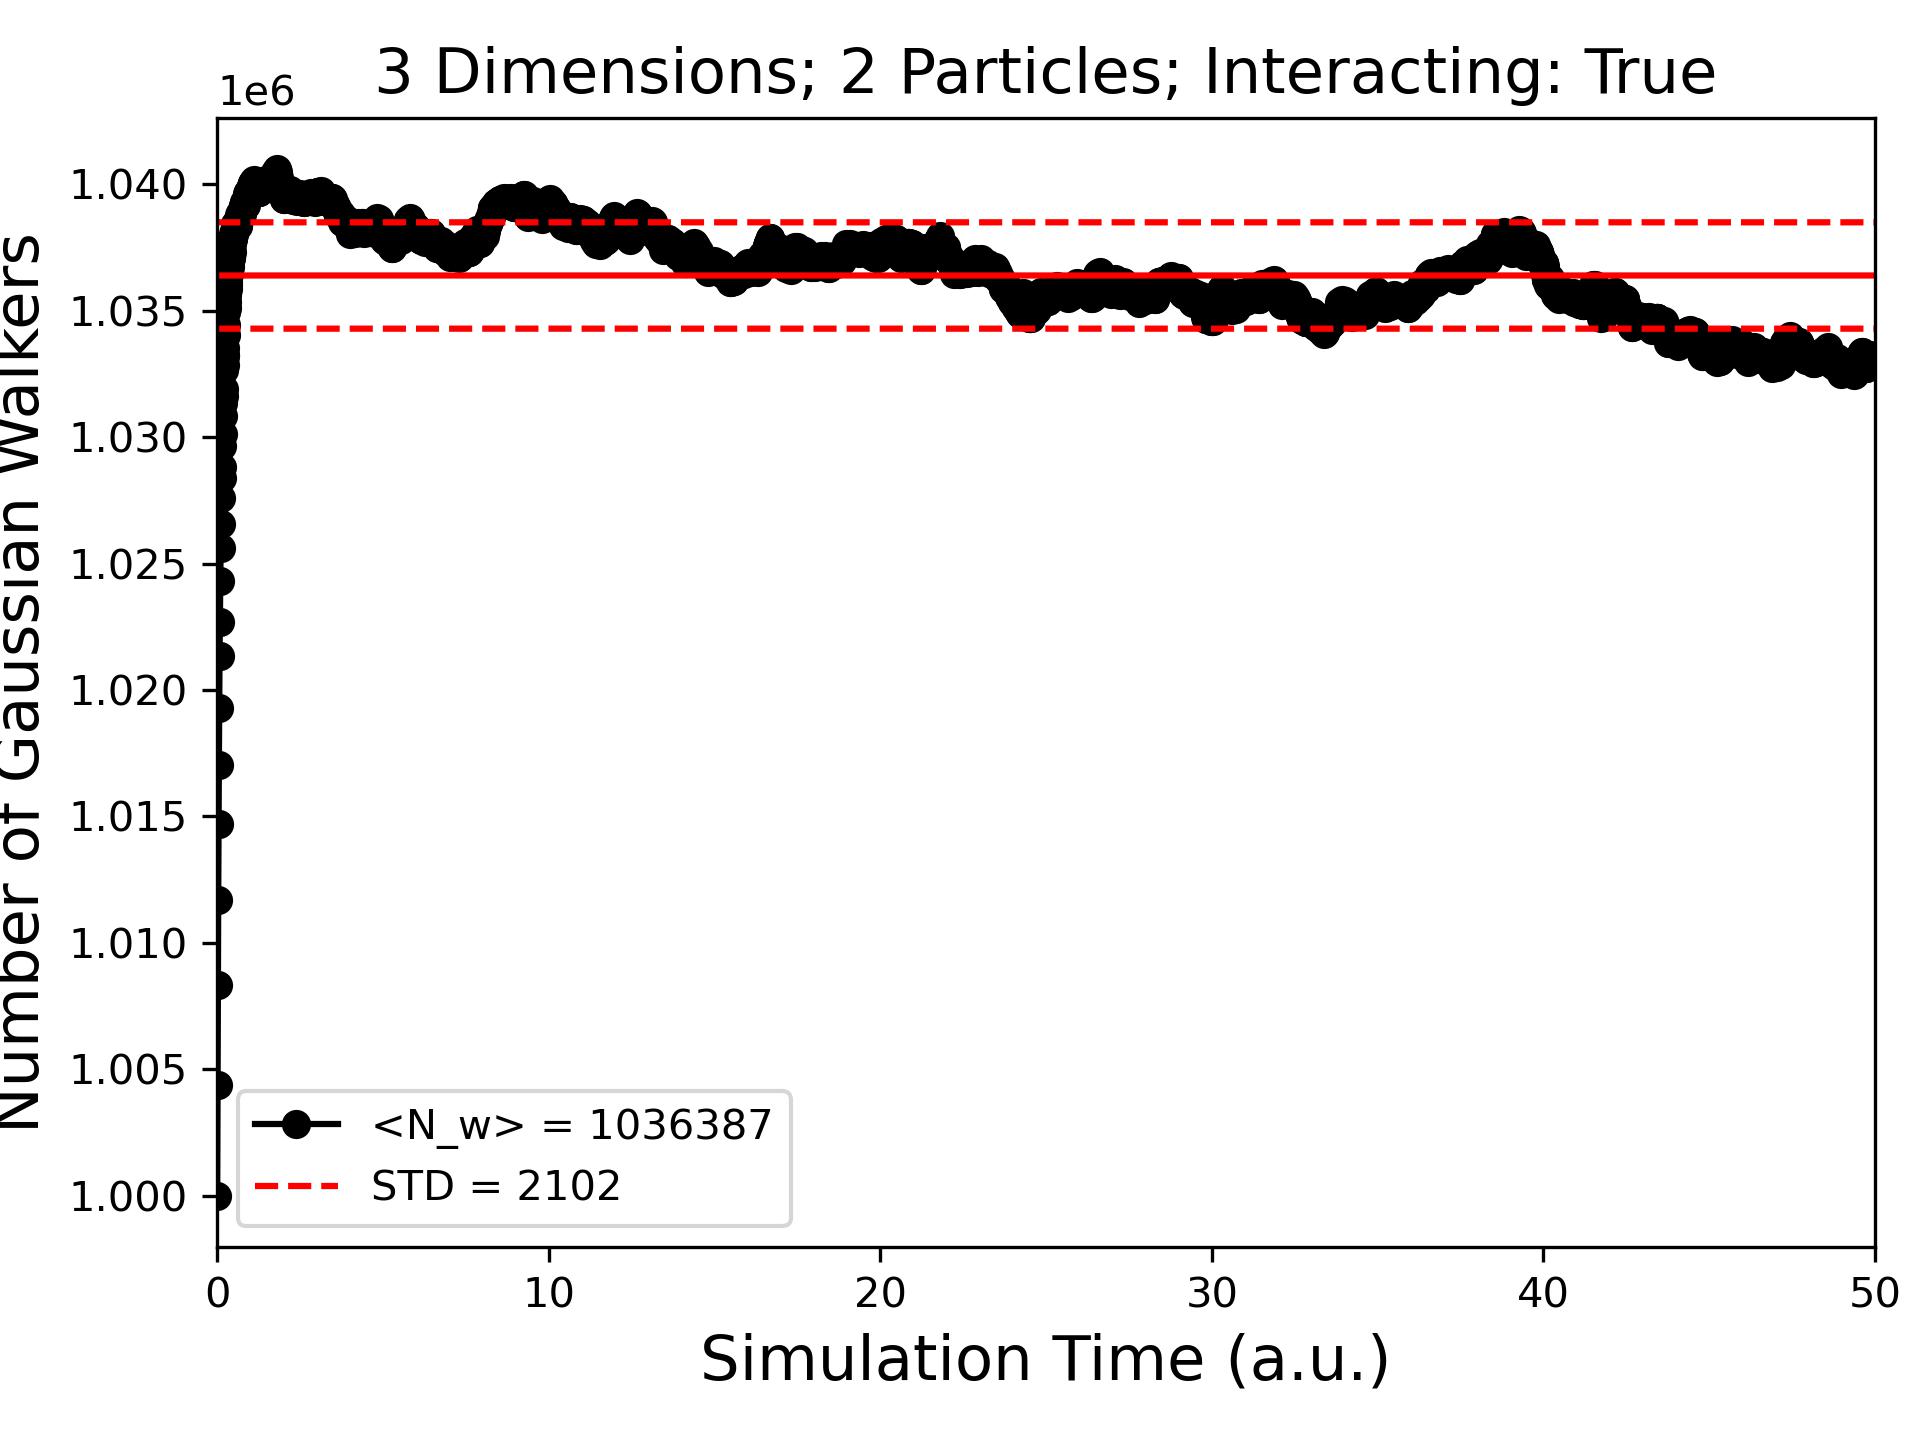 3 Dimensions; 2 Particles; Interacting: True
1e6
1.040
1.035
1.030
1.025
1.020
1.015
1.010
1.005
1.000
Number of Gaussian Walkers
<N_w> = 1036387
STD = 2102
0 10 20 30 40 50
Simulation Time (a.u.)